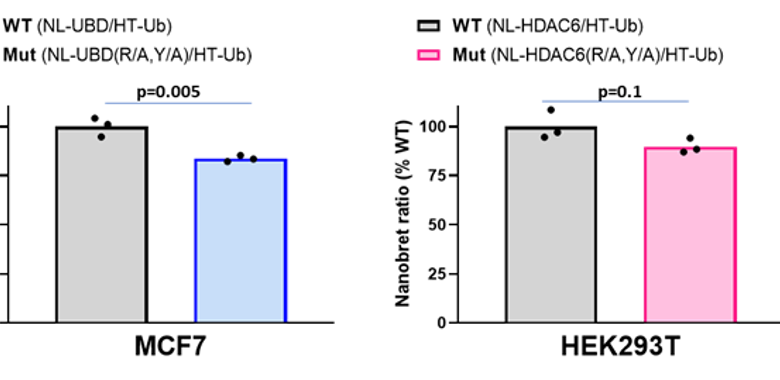 WT (NL-UBD/HT-Ub)
Mut (NL-UBD(R/A,Y/A)/HT-Ub)
p=0.005
MCF7
WT (NL-HDAC6/HT-Ub)
Mut (NL-HDAC6(R/A,Y/A)/HT-Ub)
p=0.1
Nanobret ratio (% WT)
100
75
50
25
0
HEK293T